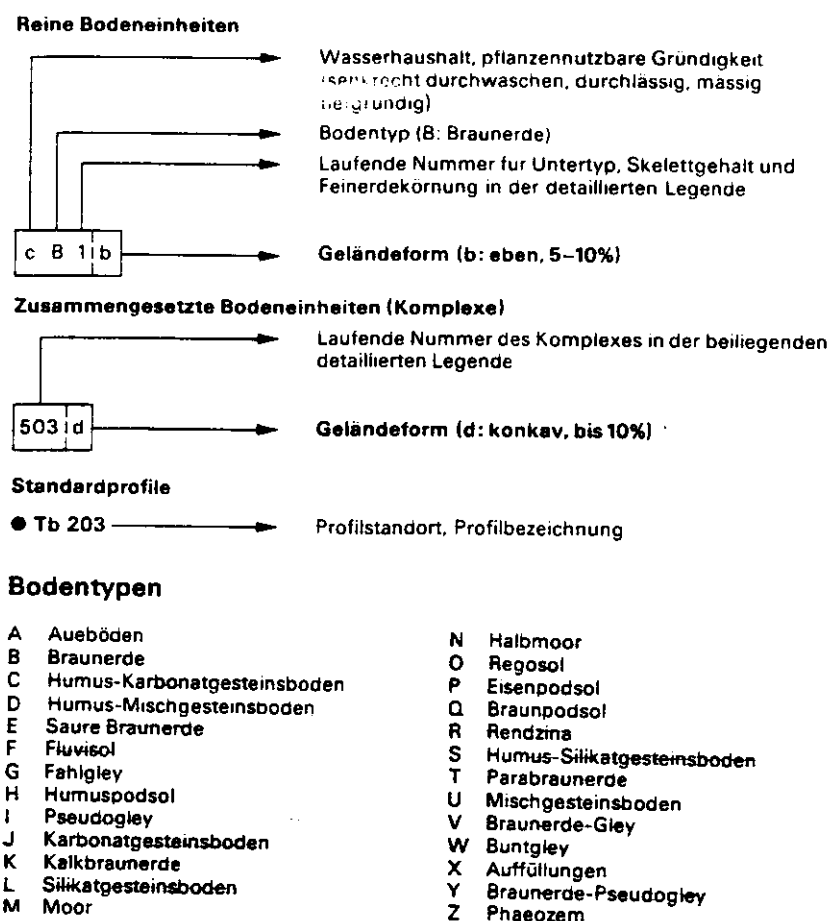 Reine Bodeneinheiten
Wasserhaushalt, pflanzennutzbare Gründigkeit
durchwaschen, durchlässig, mässig
c B 1 b
Bodentyp (B: Braunerde)
Laufende Nummer fur Untertyp, Skelettgehalt und
Feinerdekörnung in der detaillierten Legende
Geländeform (b: eben, 5–10%)
Zusammengesetzte Bodeneinheiten (Komplexe)
Laufende Nummer des Komplexes in der beiliegenden
detaillierten Legende
503 d
Geländeform (d: konkav, bis 10%)
Standardprofile
● Tb 203
Profilstandort, Profilbezeichnung
Bodentypen
A Aueböden
B Braunerde
C Humus-Karbonatgesteinsboden
D Humus-Mischgesteinsboden
E Saure Braunerde
F Fluvisol
G Fahlgley
H Humuspodsol
I Pseudogley
J Karbonatgesteinsboden
K Kalkbraunerde
L Silikatgesteinsboden
M Moor
N Halbmoor
O Regosol
P Eisenpodsol
Q Braunpodsol
R Rendzina
S Humus-Silikatgesteinsboden
T Parabraunerde
U Mischgesteinsboden
V Braunerde-Gley
W Buntgley
X Auffüllungen
Y Braunerde-Pseudogley
Z Phaeozem